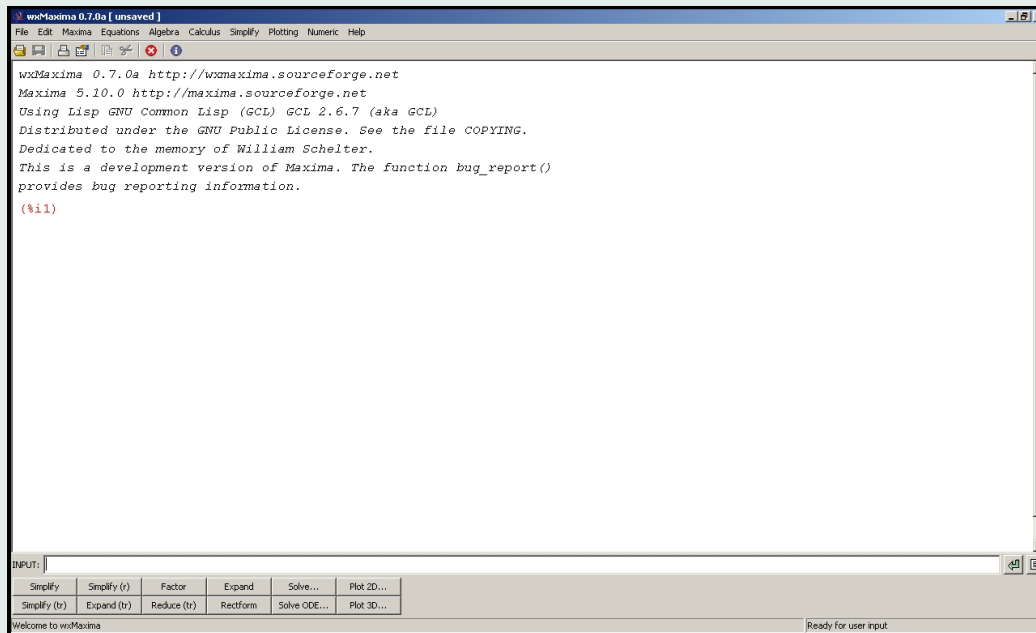 wxMaxima 0.7.0a [ unsaved ]
File Edit Maxima Equations Algebra Calculus Simplify Plotting Numeric Help
wxMaxima 0.7.0a http://wxmaxima.sourceforge.net
Maxima 5.10.0 http://maxima.sourceforge.net
Using Lisp GNU Common Lisp (GCL) GCL 2.6.7 (aka GCL)
Distributed under the GNU Public License. See the file COPYING.
Dedicated to the memory of William Schelter.
This is a development version of Maxima. The function bug_report()
provides bug reporting information.
(%i1)
INPUT:
Simplify Simplify (r) Factor Expand Solve... Plot 2D...
Simplify (tr) Expand (tr) Reduce (tr) Rectform Solve ODE... Plot 3D...
Welcome to wxMaxima Ready for user input